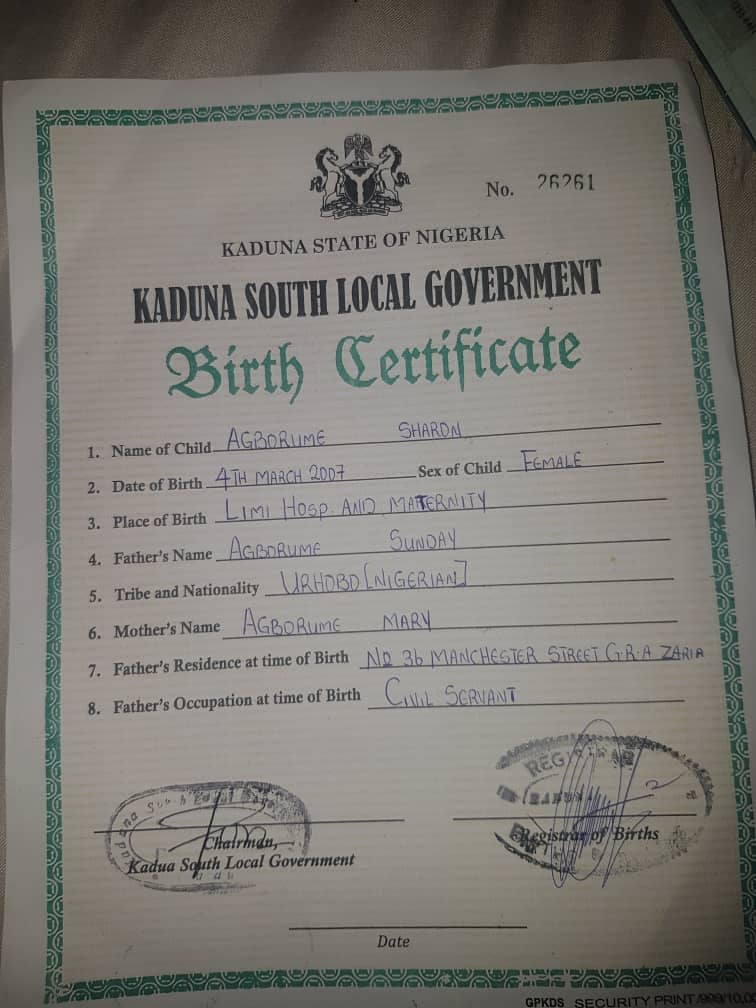 No. 26261
KADUNA STATE OF NIGERIA
KADUNA SOUTH LOCAL GOVERNMENT
Birth Certificate
1. Name of Child AGBORUME SHARON
2. Date of Birth 4TH MARCH 2007 Sex of Child FEMALE
3. Place of Birth LIMI HOSP. AND MATERNITY
4. Father's Name AGBORUME SUNDAY
5. Tribe and Nationality URHOBO [NIGERIAN]
6. Mother's Name AGBORUME MARY
7. Father's Residence at time of Birth NO 36 MANCHESTER STREET G.R.A ZARIA
8. Father's Occupation at time of Birth CIVIL SERVANT
REGISTRAR
Chairman, Registrar of Births
Kadua South Local Government
Date
GPKDS SECURITY PRINT